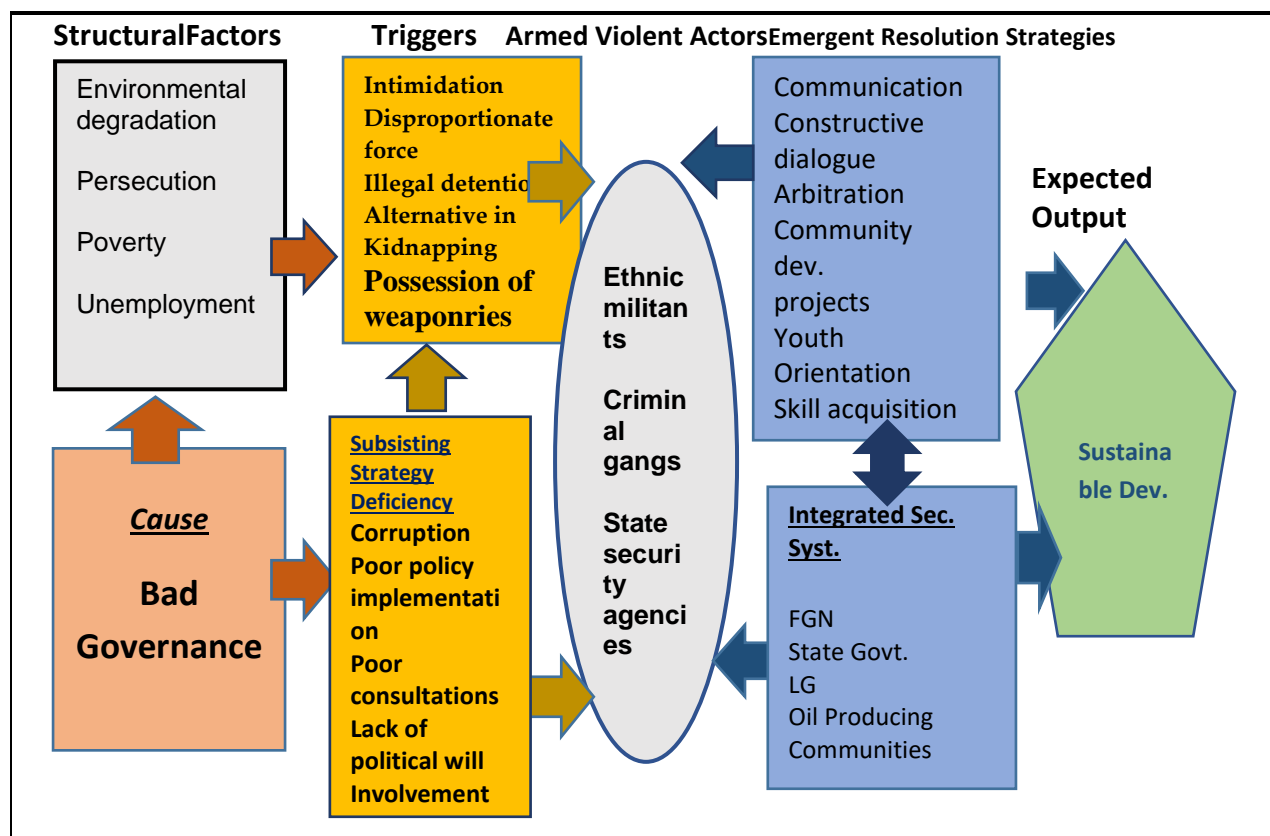 StructuralFactors
Triggers
Armed Violent Actors
Emergent Resolution Strategies
Environmental
degradation
Persecution
Poverty
Unemployment
Intimidation
Disproportionate
force
Illegal
Alternative in
Kidnapping
Possession of
weaponries
Communication
Constructive
dialogue
Arbitration
Community
dev.
projects
Youth
Orientation
Skill acquisition
Expected
Output
Ethnic
militan
ts
Crimin
al
gangs
State
securi
ty
agenci
es
Cause
Bad
Governance
Subsisting
Strategy
Deficiency
Corruption
Poor policy
implementati
on
Poor
consultations
Lack of
political will
Involvement
Integrated Sec.
Syst.
FGN
State Govt.
LG
Oil Producing
Communities
Sustaina
ble Dev.